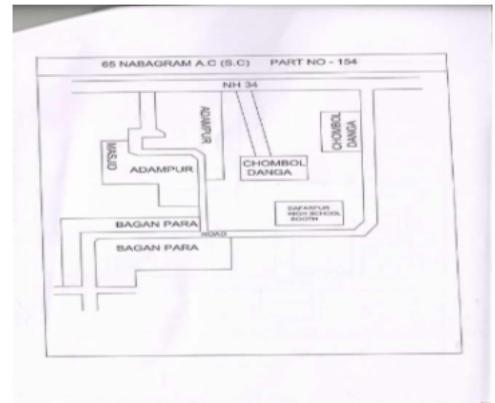 65 NABAGRAM A.C (S.C) PART NO - 154
NH 34
ADAMPUR
CHOMBOL
DANGA
MASJID
ADAMPUR
CHOMBOL
DANGA
SAFARPUR
HIGH SCHOOL
BOOTH
BAGAN PARA
ROAD
BAGAN PARA